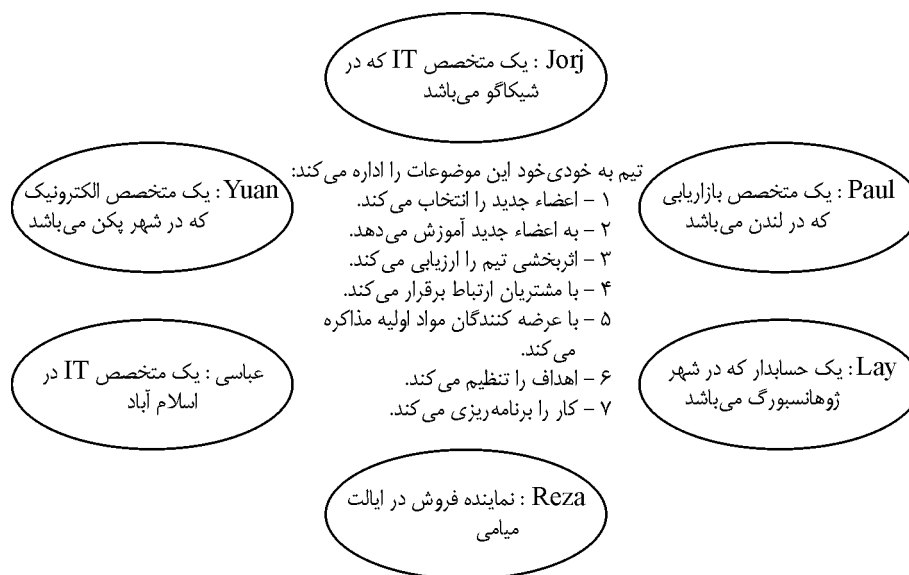 Jorj : یک متخصص IT که در
شیکاگو می‌باشد
Paul : یک متخصص بازاریابی
که در لندن می‌باشد
Yuan : یک متخصص الکترونیک
که در شهر پکن می‌باشد
تیم به خودی‌خود این موضوعات را اداره می‌کند:
۱ – اعضاء جدید را انتخاب می‌کند.
۲ – به اعضاء جدید آموزش می‌دهد.
۳ – اثربخشی تیم را ارزیابی می‌کند.
۴ – با مشتریان ارتباط برقرار می‌کند.
۵ – با عرضه کنندگان مواد اولیه مذاکره
می‌کند.
۶ – اهداف را تنظیم می‌کند.
۷ – کار را برنامه‌ریزی می‌کند.
Lay: یک حسابدار که در شهر
ژوهانسبورگ می‌باشد
عباسی : یک متخصص IT در
اسلام آباد
Reza : نماینده فروش در ایالت
میامی